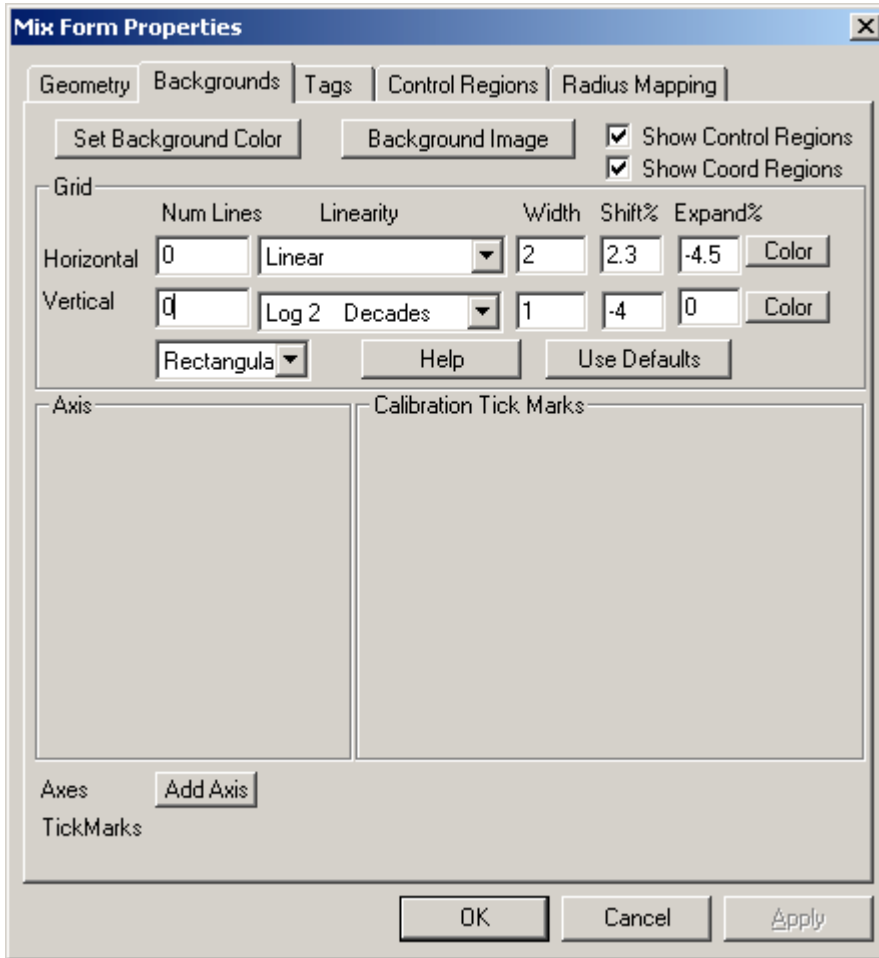 Mix Form Properties
Geometry Backgrounds Tags Control Regions Radius Mapping
Set Background Color Background Image Show Control Regions
Show Coord Regions
Grid
Num Lines Linearity Width Shift% Expand%
Horizontal 0 Linear 2 2.3 -4.5 Color
Vertical 0 Log 2 Decades 1 -4 0 Color
Rectangula Help Use Defaults
Axis Calibration Tick Marks
Axes Add Axis
TickMarks
OK Cancel Apply